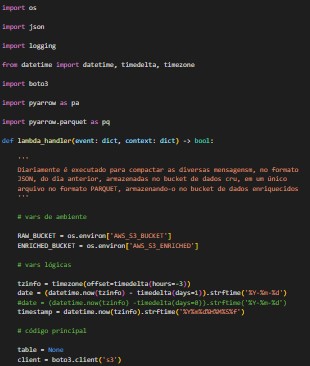 import os
import json
import logging
from datetime import datetime, timedelta, timezone
import boto3
import pyarrow as pa
import pyarrow.parquet as pq
def lambda_handler(event: dict, context: dict) -> bool:
'''
Diariamente é executado para compactar as diversas mensagensm, no formato
JSON, do dia anterior, armazenadas no bucket de dados cru, em um único
arquivo no formato PARQUET, armazenando-o no bucket de dados enriquecidos
'''
# vars de ambiente
RAW_BUCKET = os.environ['AWS_S3_BUCKET']
ENRICHED_BUCKET = os.environ['AWS_S3_ENRICHED']
# vars lógicas
tzinfo = timezone(offset=timedelta(hours=-3))
date = (datetime.now(tzinfo) - timedelta(days=1)).strftime('%Y-%m-%d')
#date = (datetime.now(tzinfo) -timedelta(days=0)).strftime('%Y-%m-%d')
timestamp = datetime.now(tzinfo).strftime('%Y%m%d%H%M%S%f')
# código principal
table = None
client = boto3.client('s3')